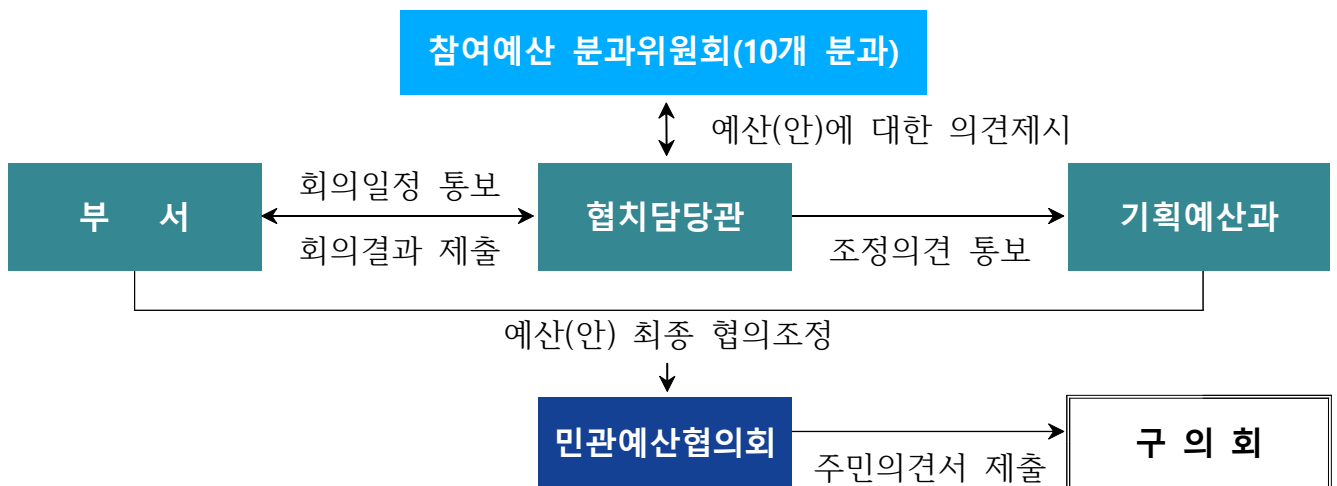 참여예산 분과위원회(10개 분과)
예산(안)에 대한 의견제시
부 서
회의일정 통보
회의결과 제출
협치담당관
조정의견 통보
기획예산과
예산(안) 최종 협의조정
민관예산협의회
주민의견서 제출
구 의 회